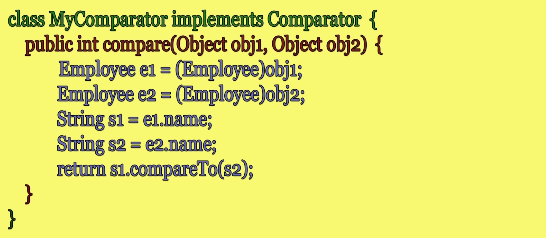 class MyComparator implements Comparator {
public int compare(Object obj1, Object obj2) {
Employee e1 = (Employee)obj1;
Employee e2 = (Employee)obj2;
String s1 = e1.name;
String s2 = e2.name;
return s1.compareTo(s2);
}
}